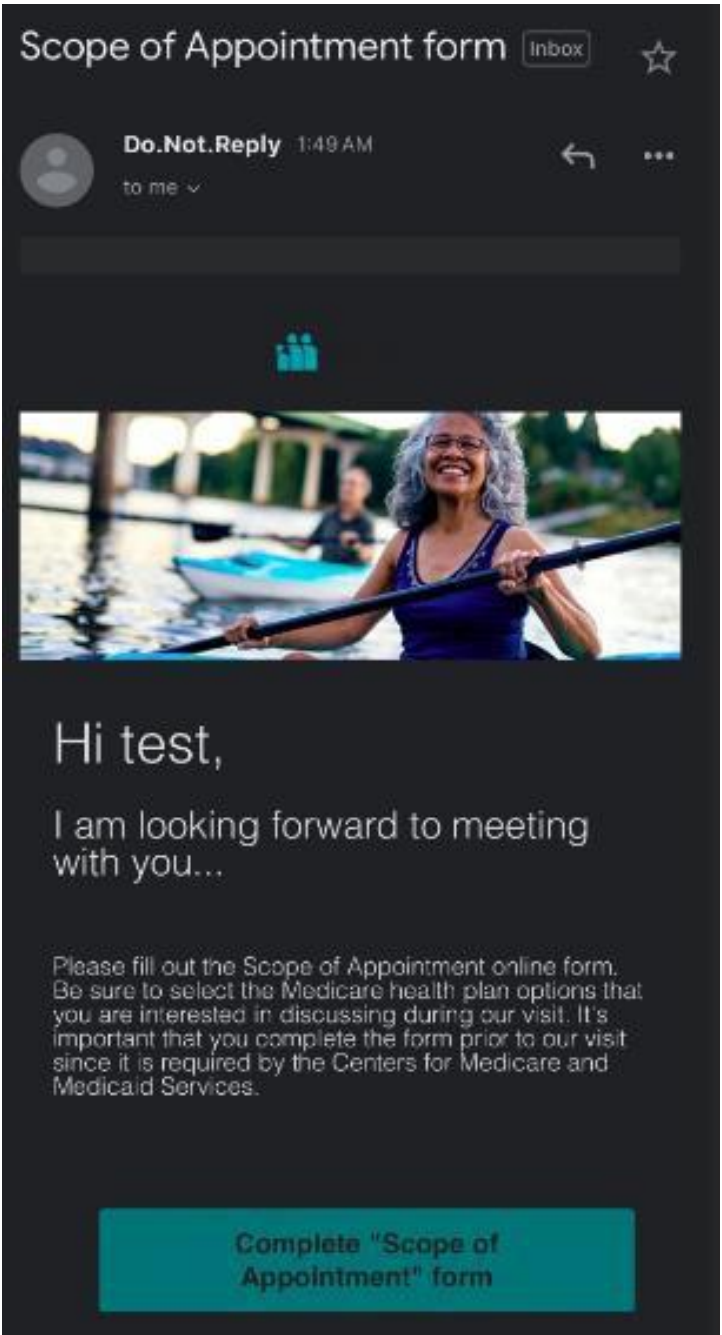 Scope of Appointment form Inbox
Do.Not.Reply 1:49 AM
to me
Hi test,
I am looking forward to meeting
with you...
Please fill out the Scope of Appointment online form.
Be sure to select the Medicare health plan options that
you are interested in discussing during our visit. It's
important that you complete the form prior to our visit
since it is required by the Centers for Medicare and
Medicaid Services.
Complete "Scope of
Appointment" form